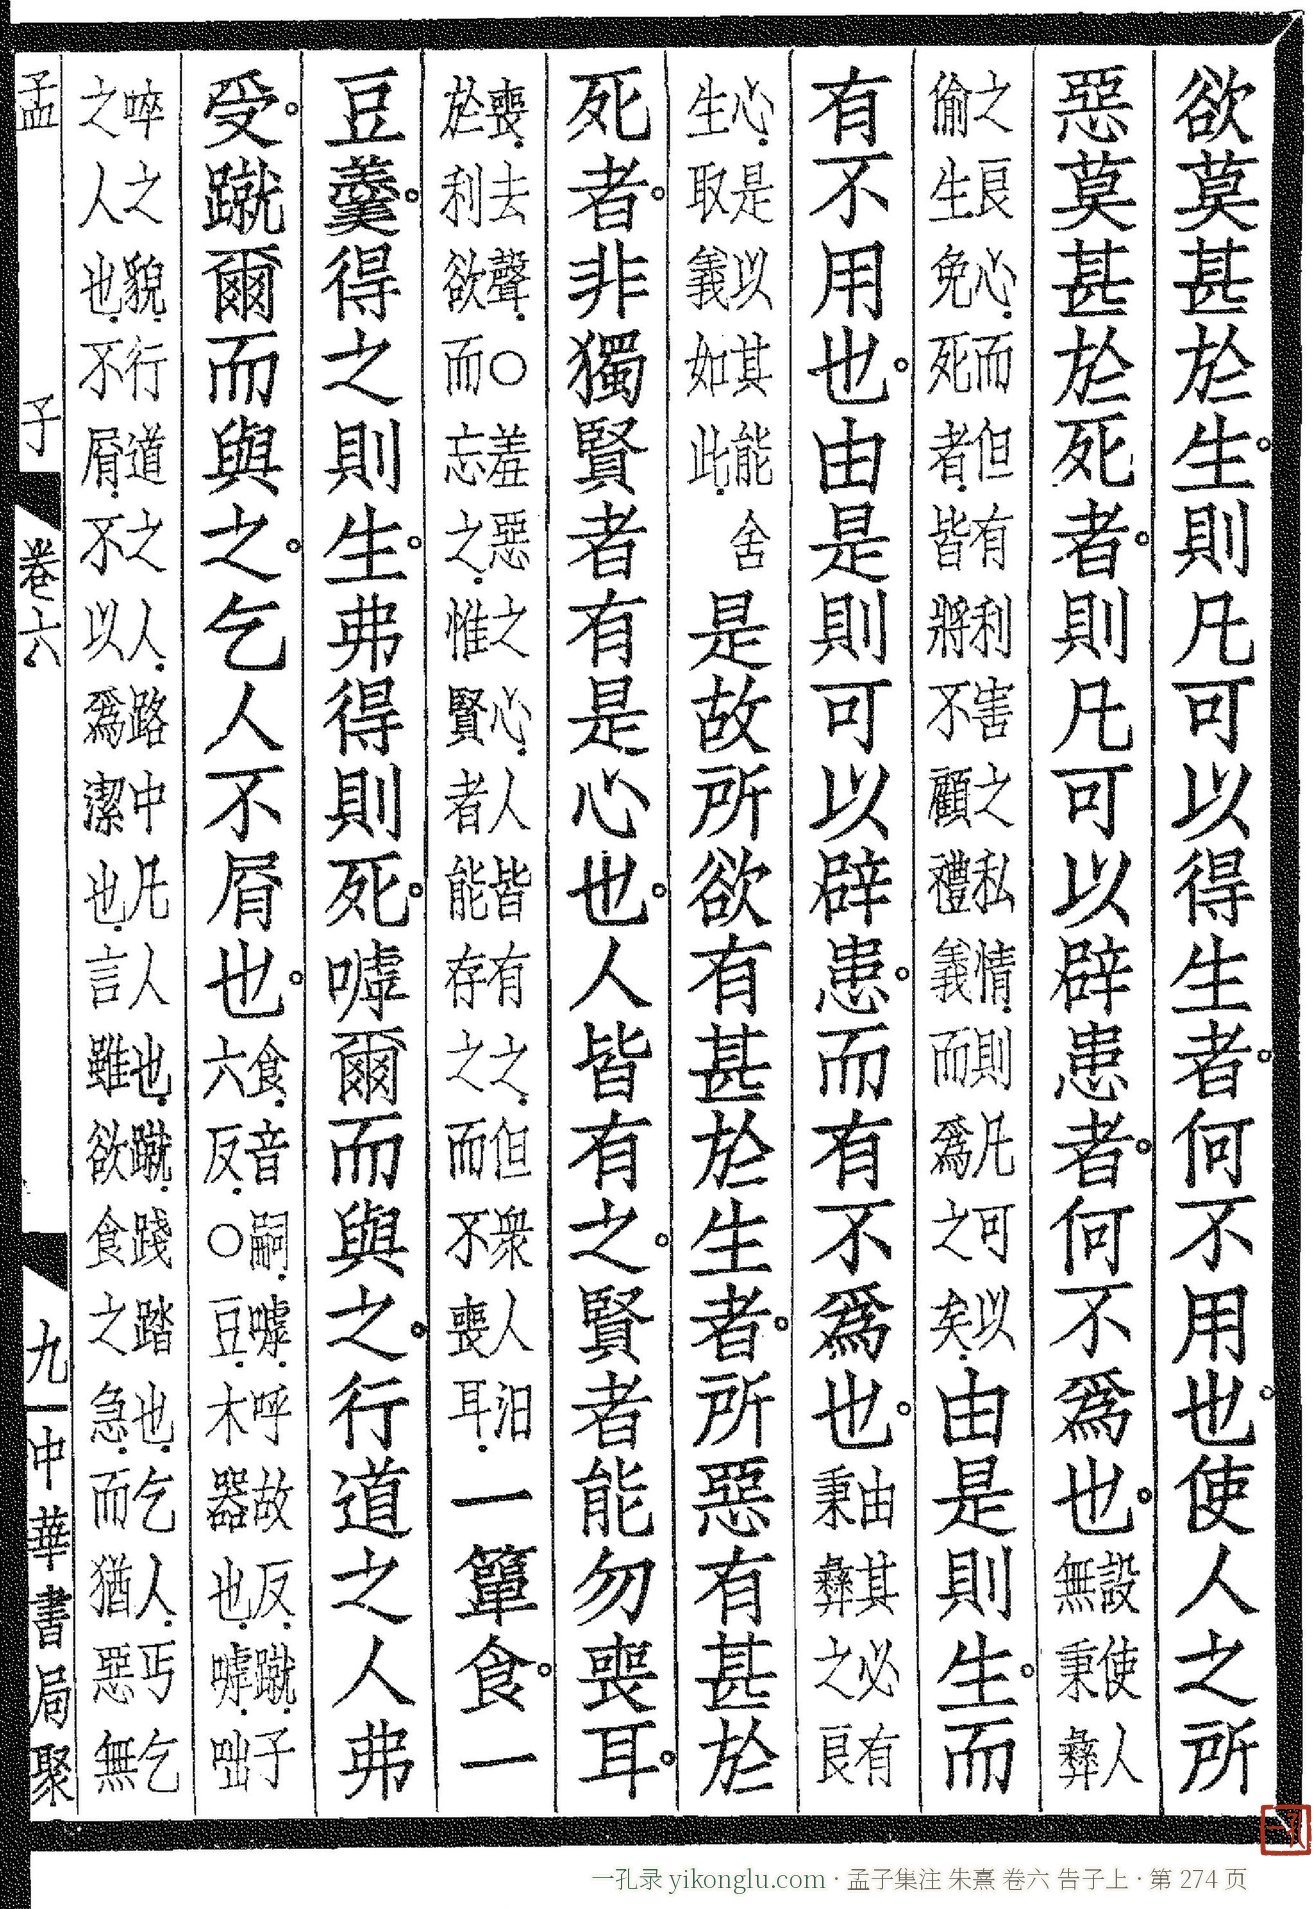 欲莫甚於生。則凡可以得生者。何不用也。使人之所
惡莫甚於死者。則凡可以辟患者。何不爲也。設使人無秉彝
之良心.而但有利害之私情.則凡可以偷生免死者.皆將不顧禮義而爲之矣.由是則生。而
有不用也。由是則可以辟患。而有不爲也。由其必有秉彝之良
心.是以其能舍生取義如此.是故所欲有甚於生者。所惡有甚於
死者。非獨賢者有是心也。人皆有之。賢者能勿喪耳。
喪.去聲.○羞惡之心.人皆有之.但衆人汨於利欲而忘之.惟賢者能存之而不喪耳.一簞食。一
豆羹。得之則生。弗得則死。嘑爾而與之。行道之人弗
受。蹴爾而與之。乞人不屑也。食.音嗣.嘑.呼故反.蹴.子六反.○豆.木器也.嘑.咄
啐之貌.行道之人.路中凡人也.蹴.踐踏也.乞人.丐乞之人也.不屑.不以爲潔也.言雖欲食之急.而猶惡無
孟子 卷六 九 中華書局聚
一孔录 yikonglu.com · 孟子集注 朱熹 卷六 告子上 · 第 274 页